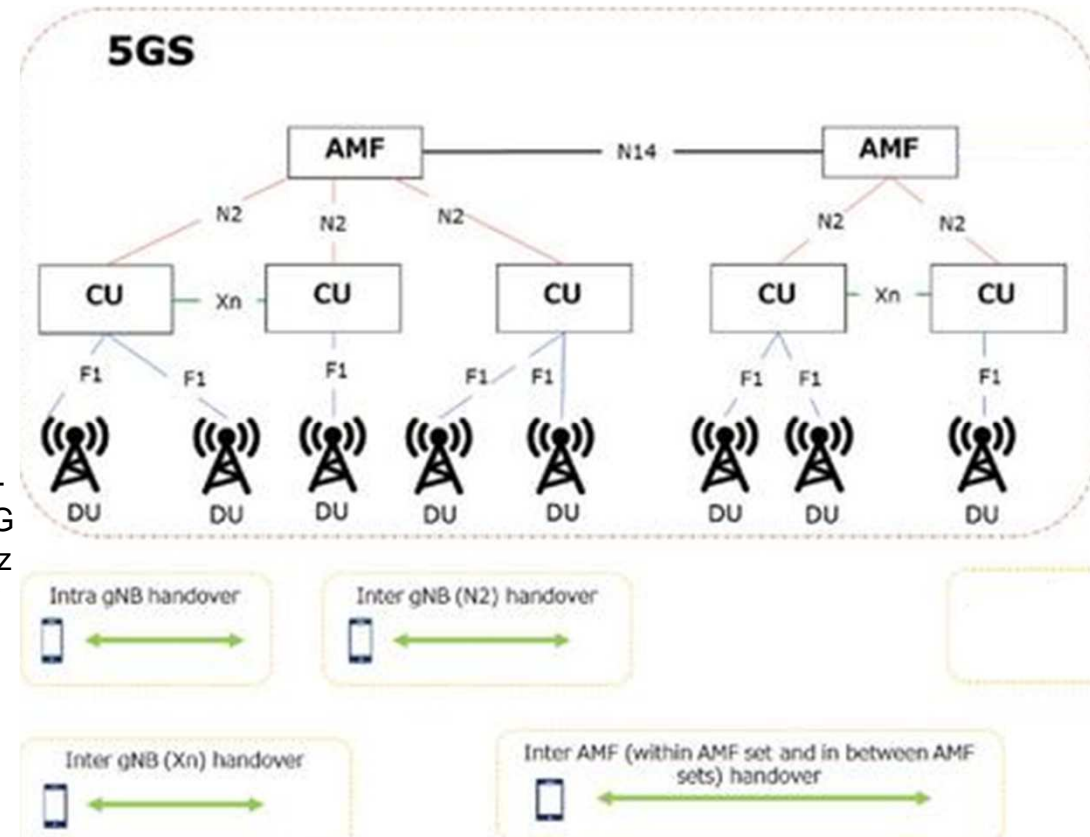 5GS
AMF
N14
AMF
N2
N2
N2
N2
N2
CU
Xn
CU
CU
CU
Xn
CU
F1
F1
F1
F1
F1
F1
F1
F1
DU
DU
DU
DU
DU
DU
DU
DU
G
z
Intra gNB handover
Inter gNB (N2) handover
Inter gNB (Xn) handover
Inter AMF (within AMF set and in between AMF
sets) handover